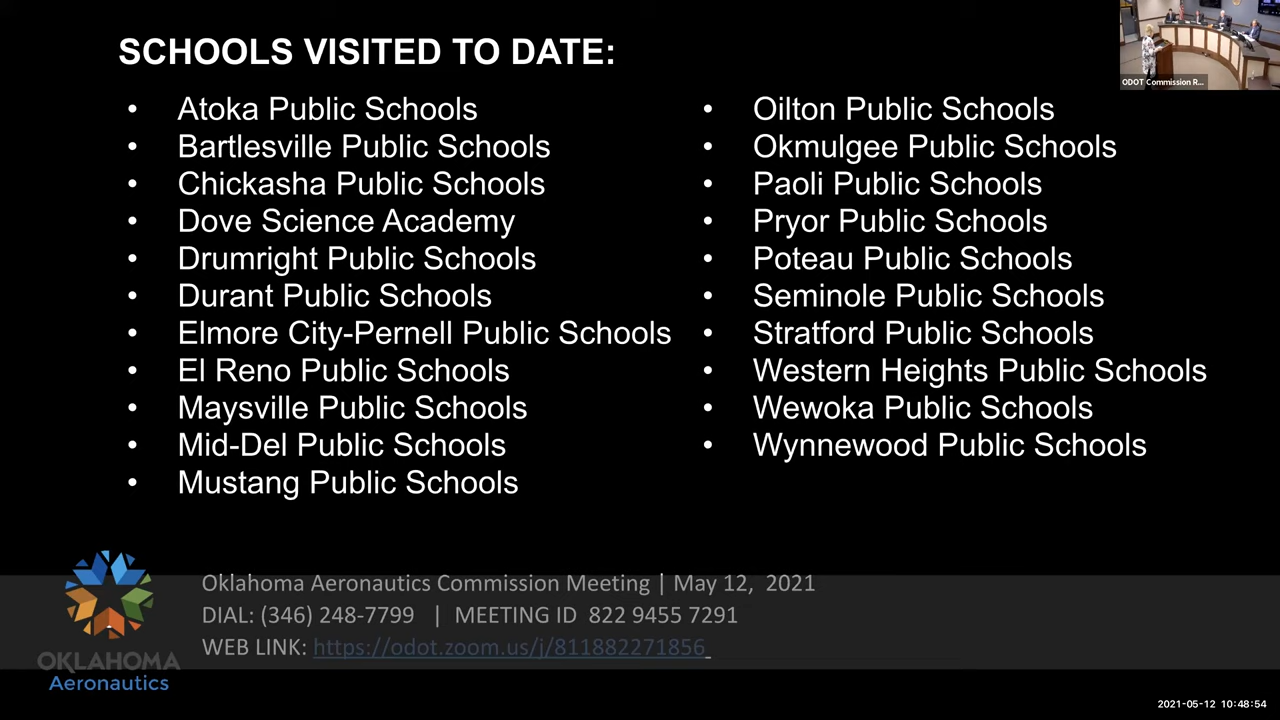 SCHOOLS VISITED TO DATE:
• Atoka Public Schools
• Bartlesville Public Schools
• Chickasha Public Schools
• Dove Science Academy
• Drumright Public Schools
• Durant Public Schools
• Elmore City-Pernell Public Schools
• El Reno Public Schools
• Maysville Public Schools
• Mid-Del Public Schools
• Mustang Public Schools
• Oilton Public Schools
• Okmulgee Public Schools
• Paoli Public Schools
• Pryor Public Schools
• Poteau Public Schools
• Seminole Public Schools
• Stratford Public Schools
• Western Heights Public Schools
• Wewoka Public Schools
• Wynnewood Public Schools
ODOT Commission R...
Oklahoma Aeronautics Commission Meeting | May 12, 2021
DIAL: (346) 248-7799 | MEETING ID 822 9455 7291
WEB LINK: https://odot.zoom.us/j/811882271856
OKLAHOMA
Aeronautics
2021-05-12 10:48:54